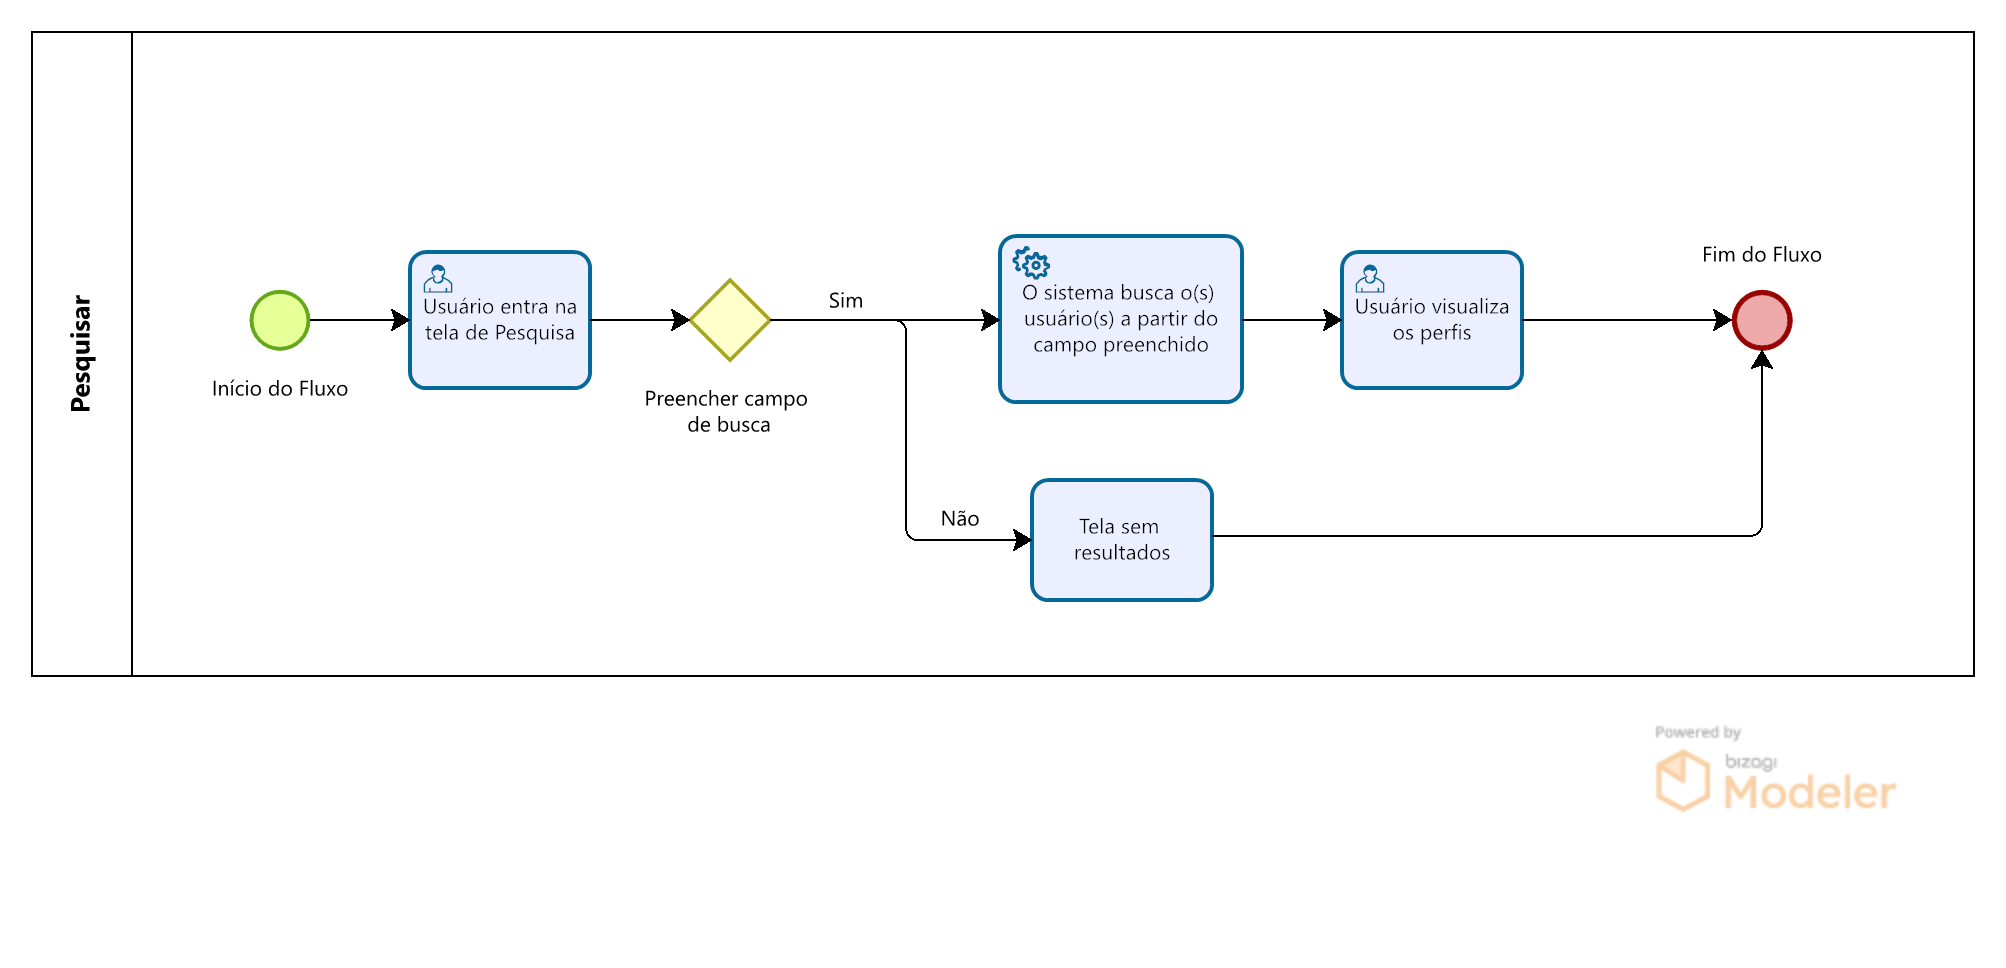 Pesquisar
Início do Fluxo
Usuário entra na
tela de Pesquisa
Preencher campo
de busca
Sim
Não
O sistema busca o(s)
usuário(s) a partir do
campo preenchido
Usuário visualiza
os perfis
Fim do Fluxo
Tela sem
resultados
Powered by
bizagi
Modeler